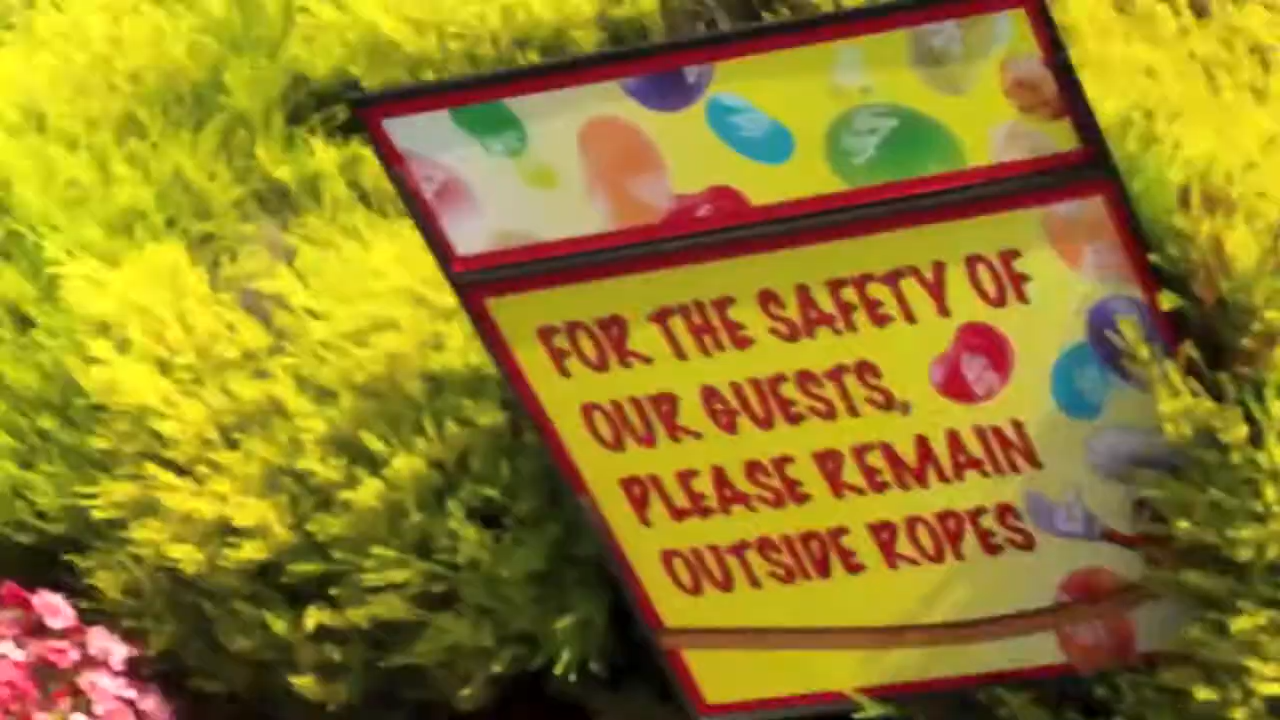 FOR THE SAFETY OF
OUR GUESTS,
PLEASE REMAIN
OUTSIDE ROPES